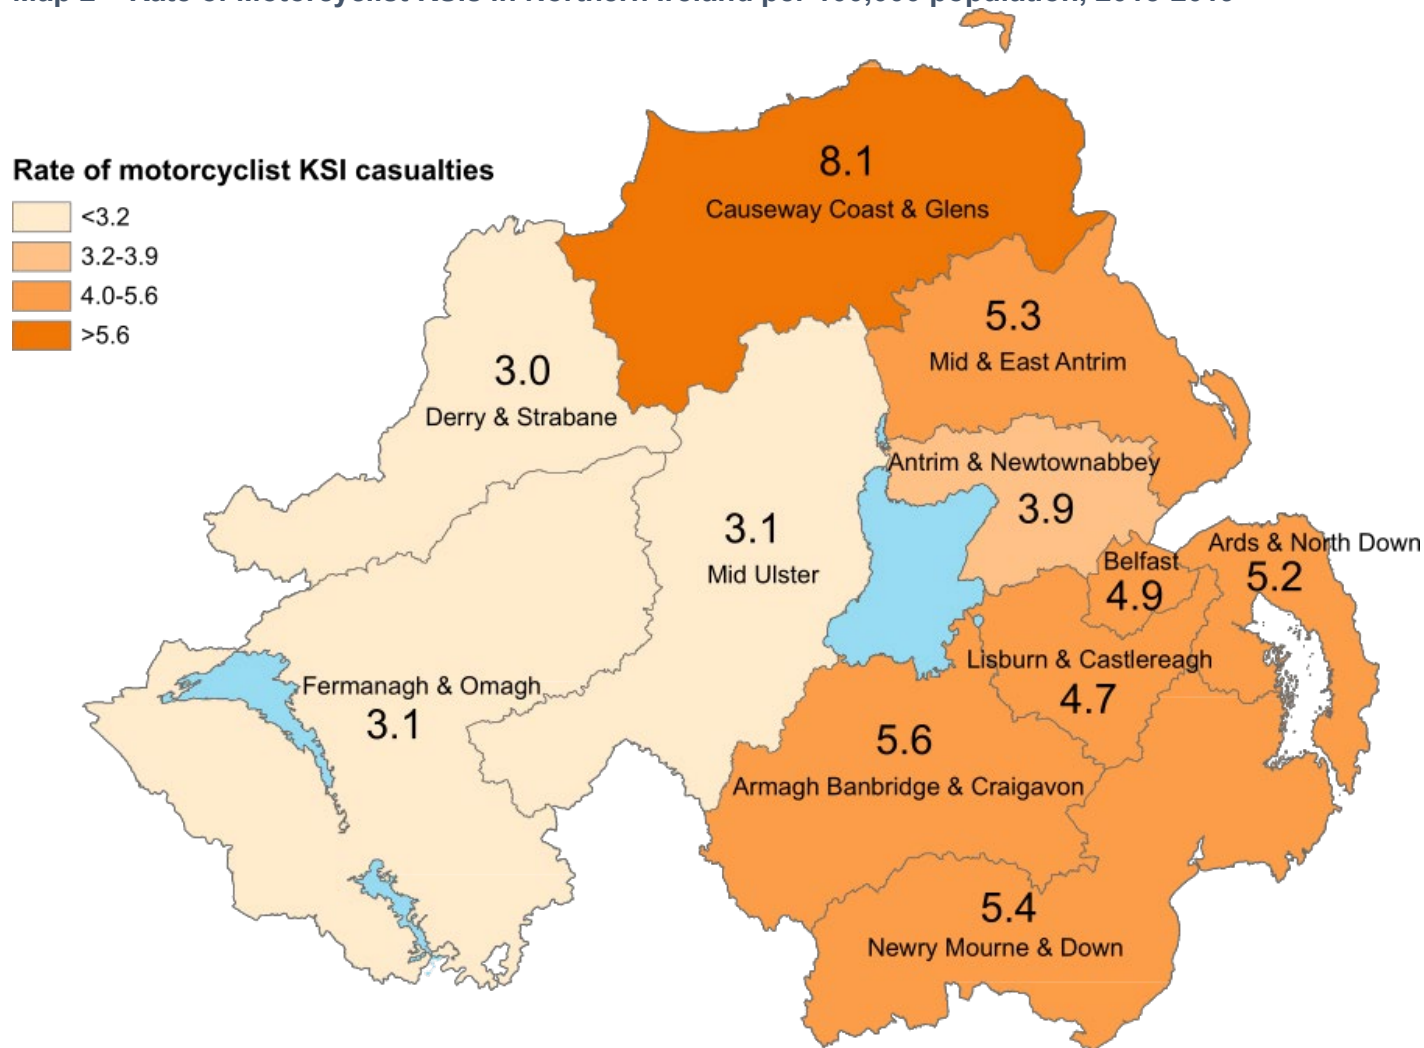 Rate of motorcyclist KSI casualties
<3.2
3.2-3.9
4.0-5.6
>5.6
8.1
Causeway Coast & Glens
5.3
Mid & East Antrim
3.0
Derry & Strabane
Antrim & Newtownabbey
3.9
3.1
Mid Ulster
Ards & North Down
5.2
Belfast
4.9
Lisburn & Castlereagh
4.7
Fermanagh & Omagh
3.1
5.6
Armagh Banbridge & Craigavon
5.4
Newry Mourne & Down